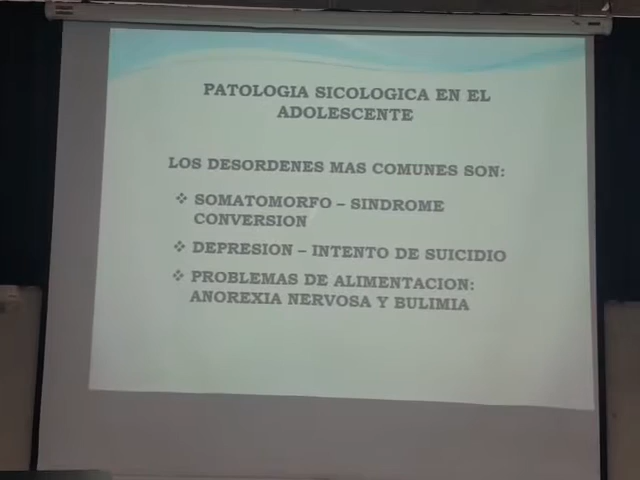 PATOLOGIA SICOLOGICA EN EL
ADOLESCENTE
LOS DESORDENES MAS COMUNES SON:
❖ SOMATOMORFO – SINDROME
CONVERSION
❖ DEPRESION – INTENTO DE SUICIDIO
❖ PROBLEMAS DE ALIMENTACION:
ANOREXIA NERVOSA Y BULIMIA